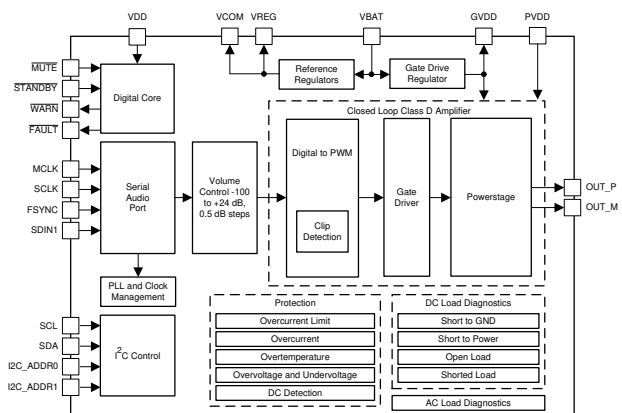 VDD
VCOM
VREG
VBAT
GVDD
PVDD
MUTE
STANDBY
WARN
FAULT
Digital Core
Reference
Regulators
Gate Drive
Regulator
Closed Loop Class D Amplifier
MCLK
SCLK
FSYNC
SDIN1
Serial
Audio
Port
Volume
Control -100
to +24 dB,
0.5 dB steps
Digital to PWM
Clip
Detection
Gate
Driver
Powerstage
OUT_P
OUT_M
PLL and Clock
Management
SCL
SDA
I2C_ADDR0
I2C_ADDR1
I2C Control
Protection
Overcurrent Limit
Overcurrent
Overtemperature
Overvoltage and Undervoltage
DC Detection
DC Load Diagnostics
Short to GND
Short to Power
Open Load
Shorted Load
AC Load Diagnostics